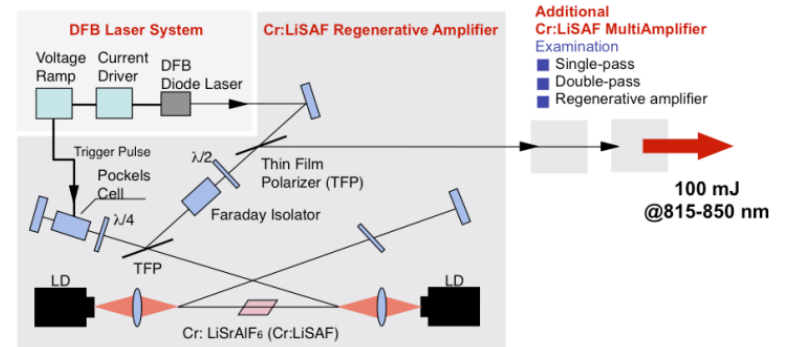 DFB Laser System
Cr:LiSAF Regenerative Amplifier
Additional
Cr:LiSAF MultiAmplifier
Examination
Single-pass
Double-pass
Regenerative amplifier
Voltage
Ramp
Current
Driver
DFB
Diode Laser
Trigger Pulse
Pockels
Cell
λ/4
λ/2
Thin Film
Polarizer (TFP)
Faraday Isolator
TFP
LD
LD
Cr: LiSrAlF6 (Cr:LiSAF)
100 mJ
@815-850 nm